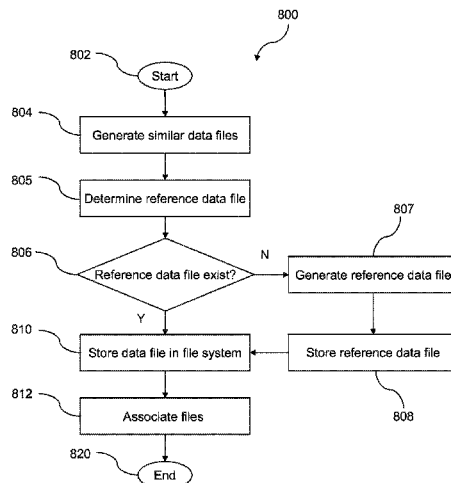 800
802
Start
804
Generate similar data files
805
Determine reference data file
806
Reference data file exist?
N
807
Generate reference data file
Y
810
Store data file in file system
Store reference data file
808
812
Associate files
820
End